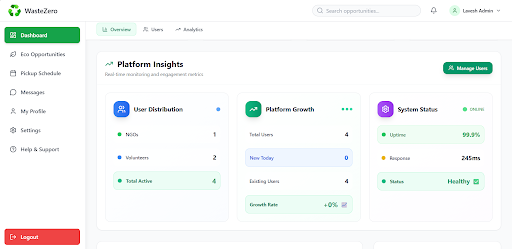 WasteZero
Search opportunities...
Lavesh Admin
Dashboard
Eco Opportunities
Pickup Schedule
Messages
My Profile
Settings
Help & Support
Logout
Overview
Users
Analytics
Platform Insights
Real-time monitoring and engagement metrics
Manage Users
User Distribution
NGOs 1
Volunteers 2
Total Active 4
Platform Growth
Total Users 4
New Today 0
Existing Users 4
Growth Rate +0%
System Status ONLINE
Uptime 99.9%
Response 245ms
Status Healthy